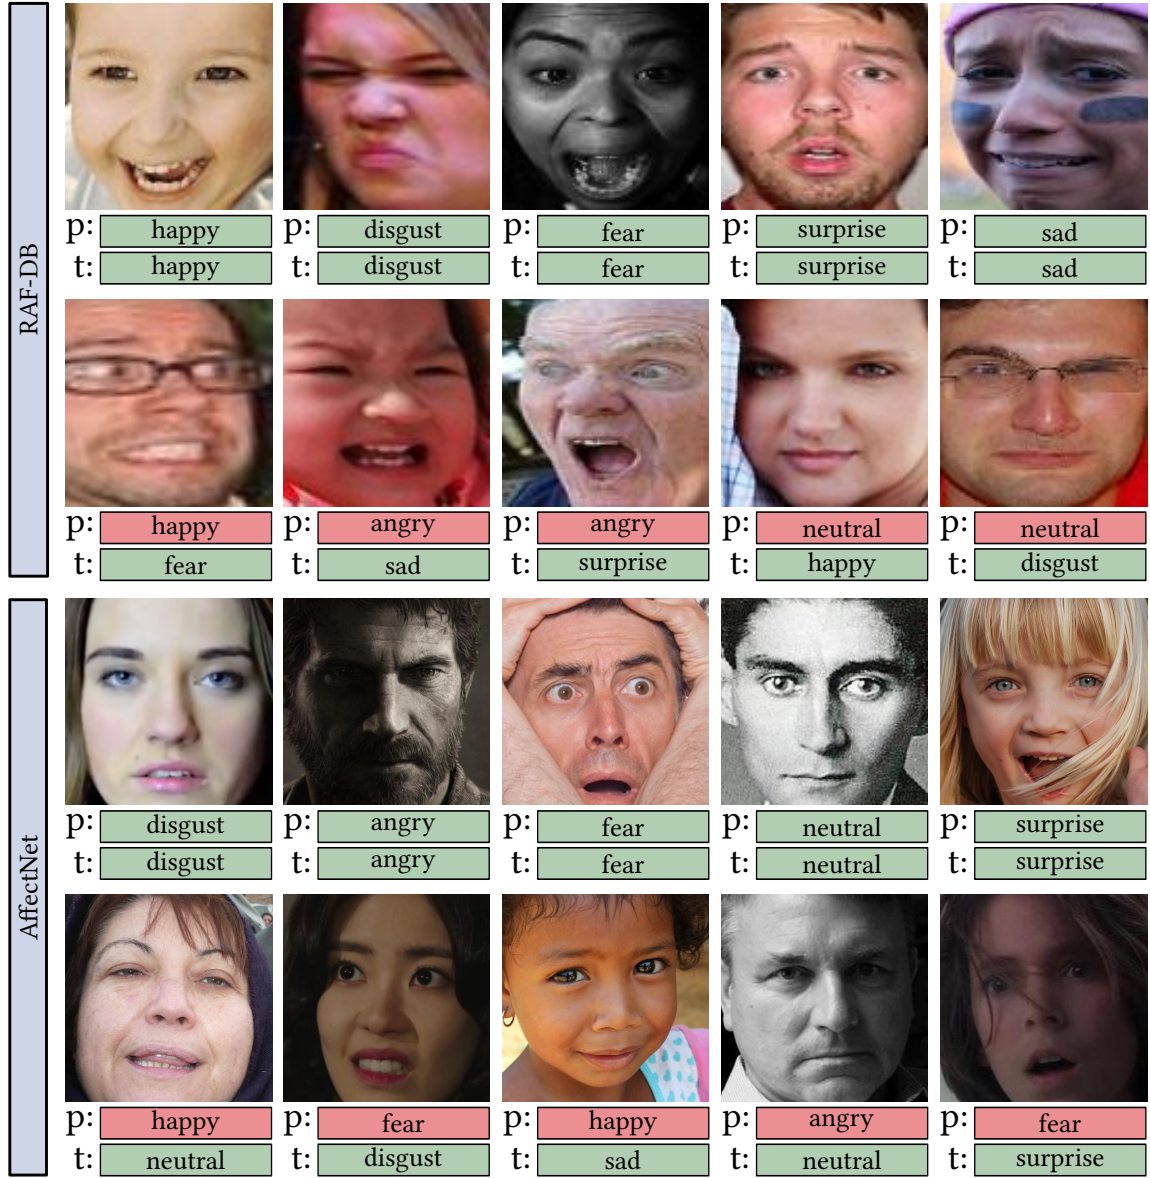 RAF-DB
p: happy p: disgust p: fear p: surprise p: sad
t: happy t: disgust t: fear t: surprise t: sad
p: happy p: angry p: angry p: neutral p: neutral
t: fear t: sad t: surprise t: happy t: disgust
AffectNet
p: disgust p: angry p: fear p: neutral p: surprise
t: disgust t: angry t: fear t: neutral t: surprise
p: happy p: fear p: happy p: angry p: fear
t: neutral t: disgust t: sad t: neutral t: surprise